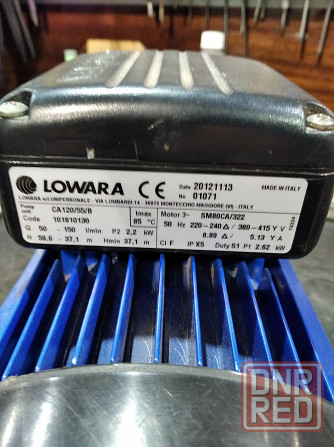 LOWARA CE Date 20121113 MADE IN ITALY
No 01071
LOWARA srl UNIPERSONALE - VIA LOMBARDI 14 - 36075 MONTECCHIO MAGGIORE (VI) - ITALY
Pump unit CA120/55/B tmax 85 °C Motor 3~ SM80CA/322
Code 101810130 50 Hz 220-240△ / 380-415Y V
Q 50 - 150 l/min P2 2,2 kW 8.89 △ / 5.13 Y A
H 58,6 - 37,1 m Hmin 37,1 m Cl F IP X5 Duty S1 P1 2.62 kW
DNR
RED